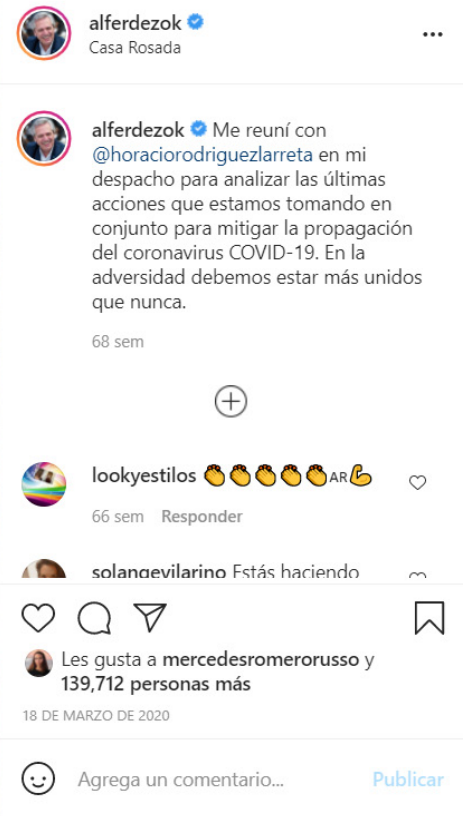 alferdezok
Casa Rosada
alferdezok Me reuní con
@horaciorodriguezlarreta en mi
despacho para analizar las últimas
acciones que estamos tomando en
conjunto para mitigar la propagación
del coronavirus COVID-19. En la
adversidad debemos estar más unidos
que nunca.
68 sem
lookyestilos 👏👏👏👏👏AR💪
66 sem Responder
solangevilarino Estás haciendo
Les gusta a mercedesromerorusso y
139,712 personas más
18 DE MARZO DE 2020
Agrega un comentario... Publicar